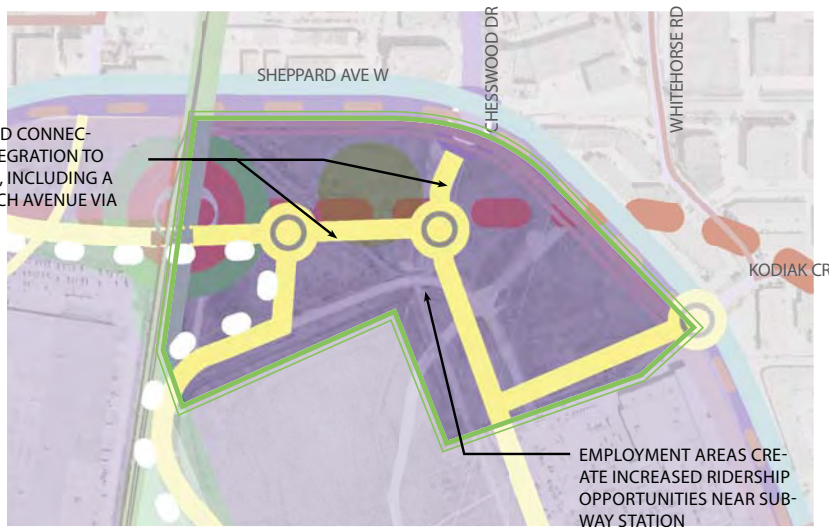 SHEPPARD AVE W
CHESSWOOD DR
WHITEHORSE RD
D CONNEC-
EGRATION TO
, INCLUDING A
CH AVENUE VIA
KODIAK CR
EMPLOYMENT AREAS CRE-
ATE INCREASED RIDERSHIP
OPPORTUNITIES NEAR SUB-
WAY STATION